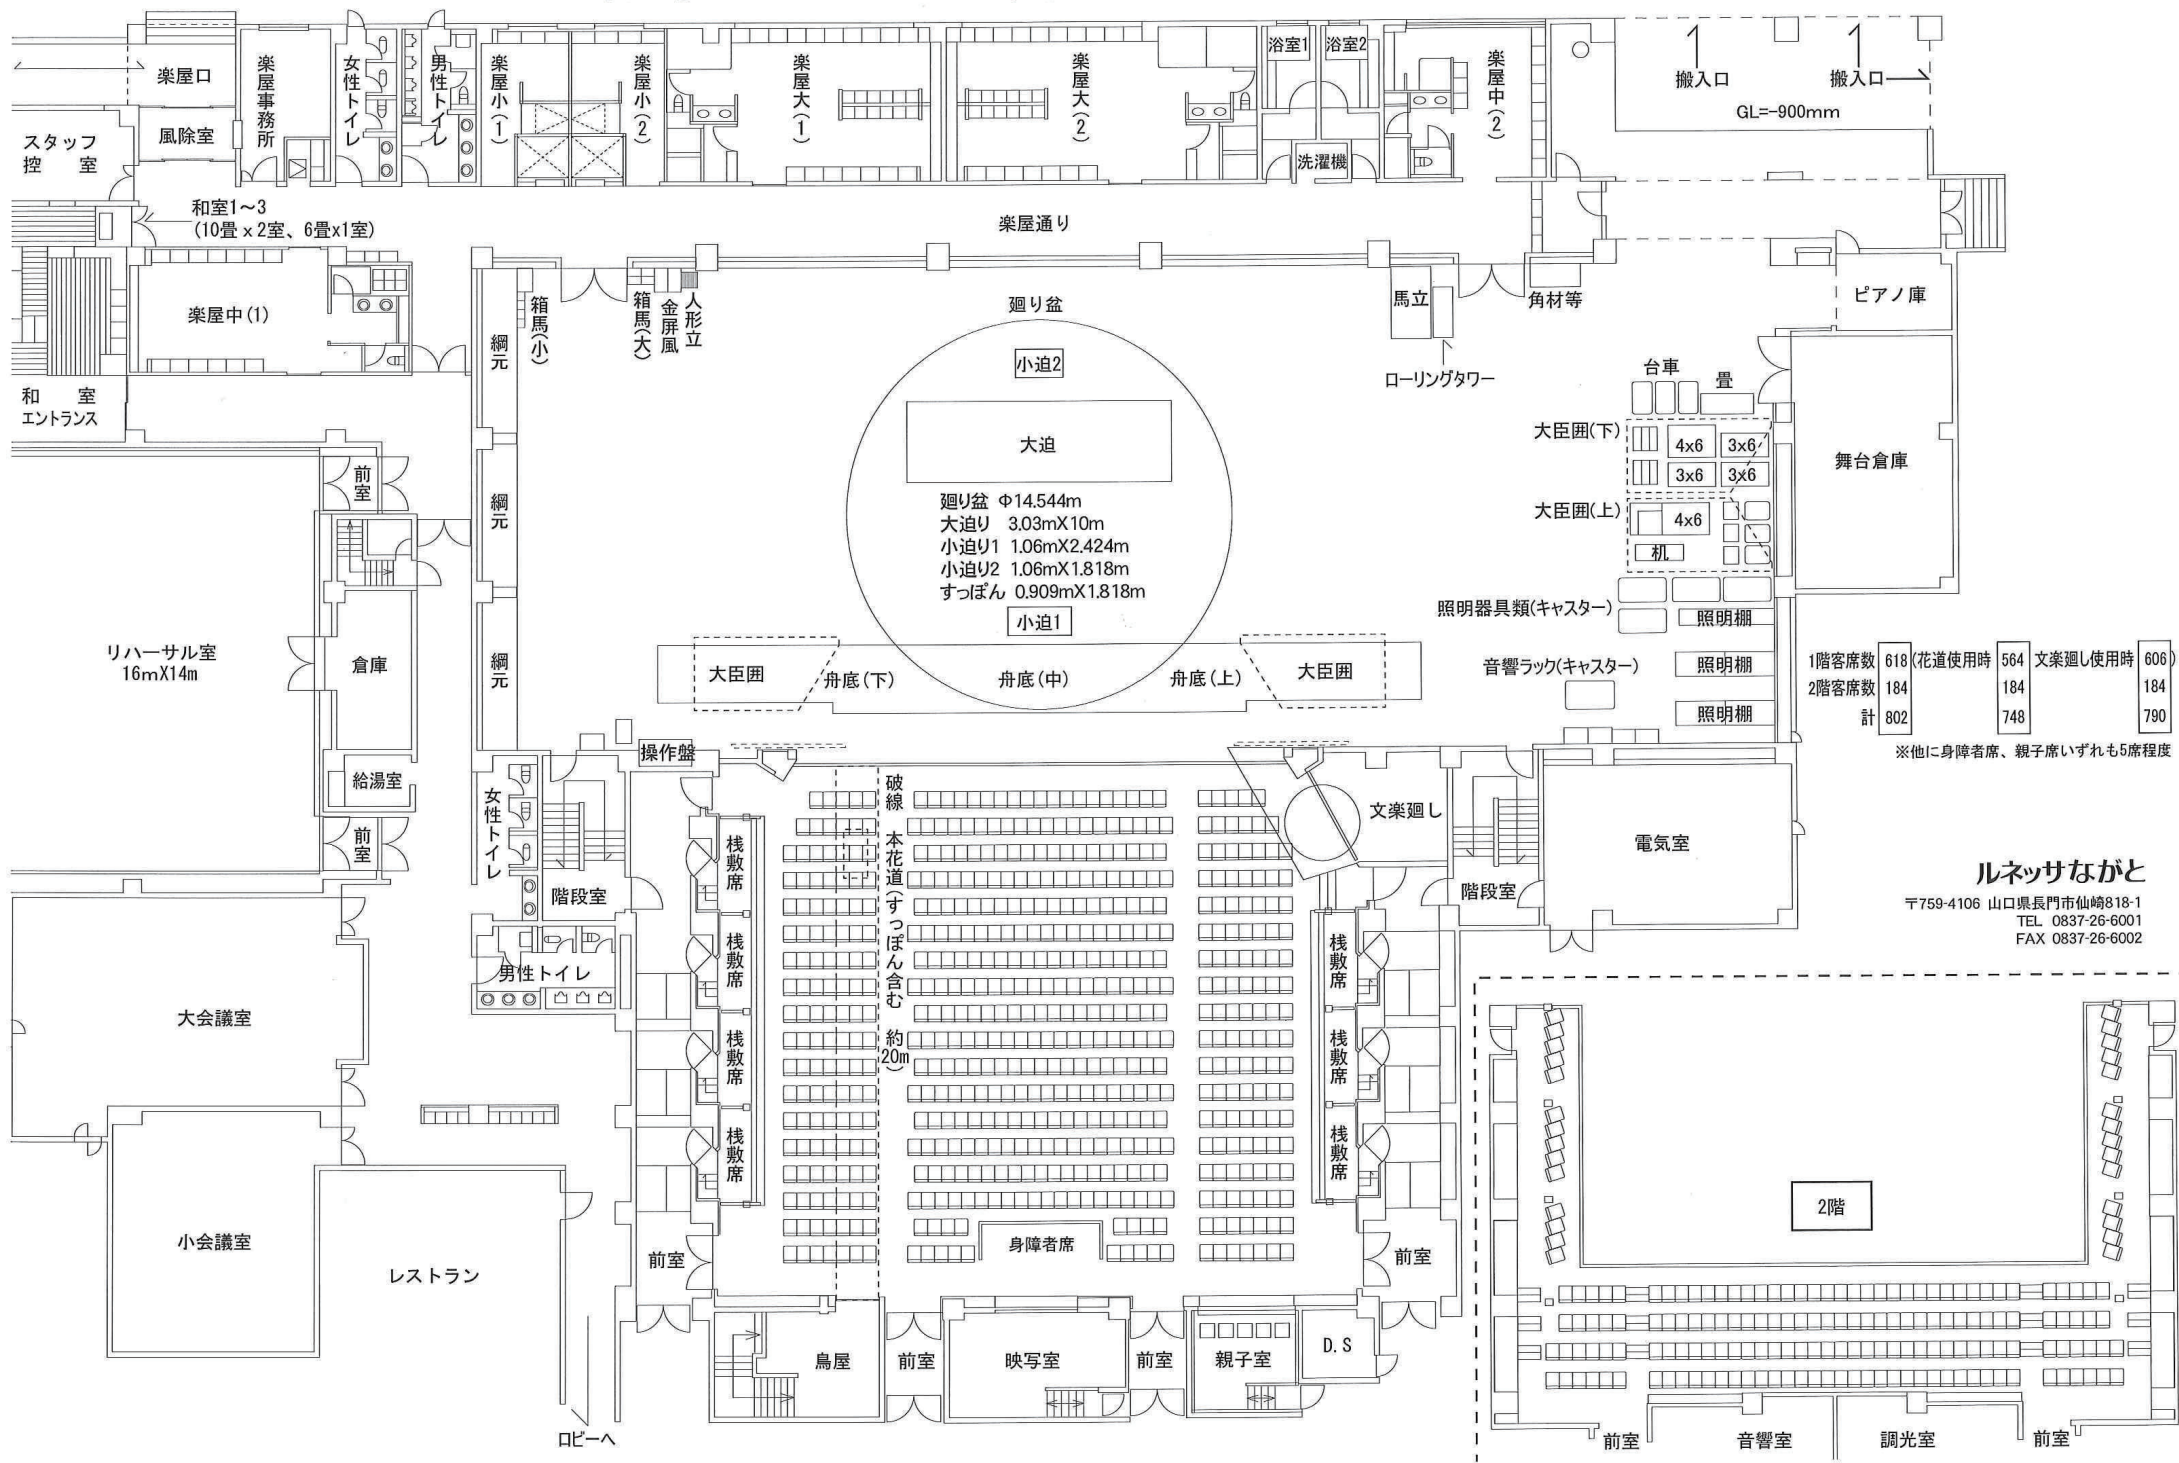 楽屋口
楽屋事務所
女性トイレ
男性トイレ
楽屋小(1)
楽屋小(2)
楽屋大(1)
楽屋大(2)
浴室1
浴室2
楽屋中(2)
搬入口
搬入口
GL=-900mm
スタッフ
控 室
風除室
洗濯機
和室1～3
(10畳 x 2室、6畳x1室)
楽屋通り
楽屋中(1)
和 室
エントランス
綱元
箱馬(小)
箱馬(大)
金屏風
人形立
廻り盆
小迫2
馬立
角材等
ピアノ庫
ローリングタワー
台車
畳
大迫
大臣囲(下)
4x6
3x6
3x6
3x6
舞台倉庫
前室
綱元
廻り盆 Φ14.544m
大迫り 3.03mX10m
小迫り1 1.06mX2.424m
小迫り2 1.06mX1.818m
すっぽん 0.909mX1.818m
小迫1
大臣囲(上)
4x6
机
照明器具類(キャスター)
照明棚
リハーサル室
16mX14m
倉庫
綱元
大臣囲
舟底(下)
舟底(中)
舟底(上)
大臣囲
音響ラック(キャスター)
照明棚
照明棚
1階客席数 618 (花道使用時 564 文楽廻し使用時 606)
2階客席数 184 184 184
計 802 748 790
※他に身障者席、親子席いずれも5席程度
操作盤
給湯室
前室
女性トイレ
階段室
男性トイレ
桟敷席
桟敷席
桟敷席
桟敷席
破線 本花道(すっぽん含む 約20m)
文楽廻し
階段室
電気室
桟敷席
桟敷席
桟敷席
ルネッサながと
〒759-4106 山口県長門市仙崎818-1
TEL 0837-26-6001
FAX 0837-26-6002
大会議室
小会議室
レストラン
前室
身障者席
前室
2階
鳥屋
前室
映写室
前室
親子室
D.S
ロビーへ
前室
音響室
調光室
前室